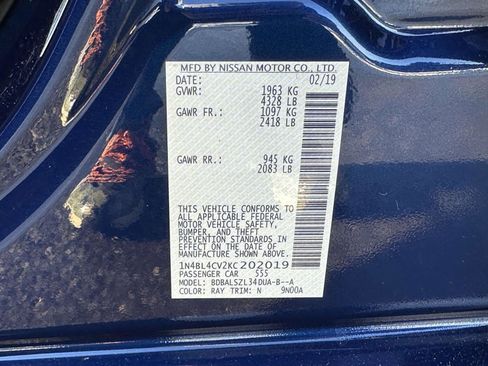 MFD BY NISSAN MOTOR CO., LTD.
DATE: 02/19
GVWR: 1963 KG
4328 LB
GAWR FR: 1097 KG
2418 LB
GAWR RR: 945 KG
2083 LB
THIS VEHICLE CONFORMS TO
ALL APPLICABLE FEDERAL
MOTOR VEHICLE SAFETY,
BUMPER, AND THEFT
PREVENTION STANDARDS IN
EFFECT ON THE DATE OF
MANUFACTURE SHOWN ABOVE.
1N4BL4CV2KC202019
PASSENGER CAR 555
MODEL: BDBALSZL34DUA-B--A
COLOR: RAY TRIM: N 9N00A